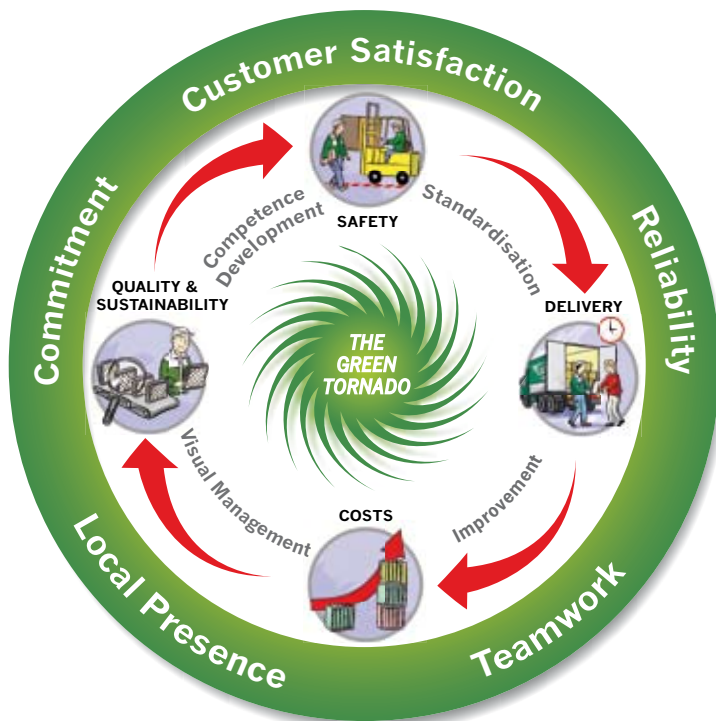 Customer Satisfaction
Commitment
Reliability
Competence
Development
SAFETY
Standardisation
QUALITY &
SUSTAINABILITY
DELIVERY
THE
GREEN
TORNADO
Visual Management
COSTS
Improvement
Local Presence
Teamwork